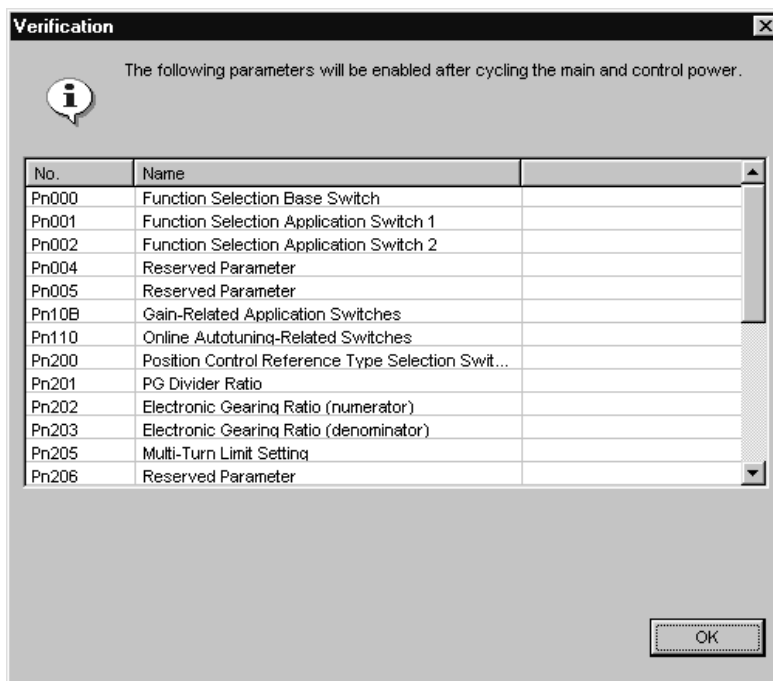 Verification
The following parameters will be enabled after cycling the main and control power.
No. Name
Pn000 Function Selection Base Switch
Pn001 Function Selection Application Switch 1
Pn002 Function Selection Application Switch 2
Pn004 Reserved Parameter
Pn005 Reserved Parameter
Pn10B Gain-Related Application Switches
Pn110 Online Autotuning-Related Switches
Pn200 Position Control Reference Type Selection Swit...
Pn201 PG Divider Ratio
Pn202 Electronic Gearing Ratio (numerator)
Pn203 Electronic Gearing Ratio (denominator)
Pn205 Multi-Turn Limit Setting
Pn206 Reserved Parameter
OK